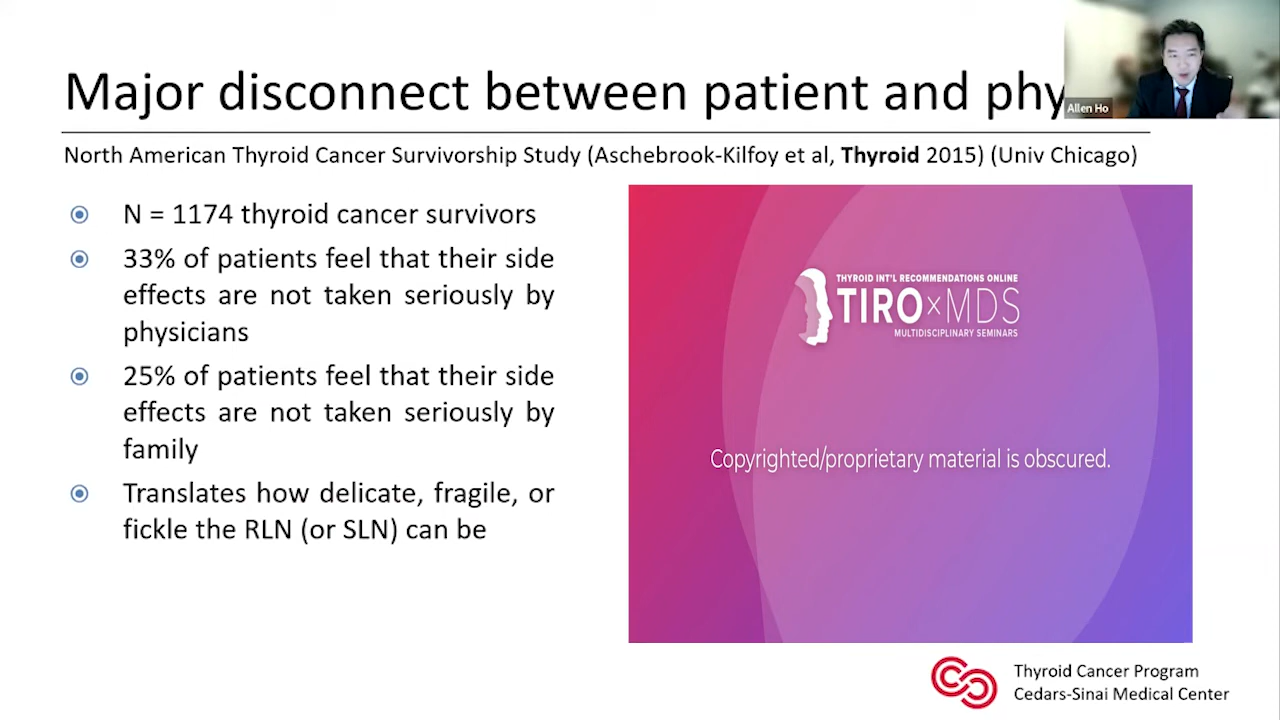 Major disconnect between patient and phy
Allen Ho
North American Thyroid Cancer Survivorship Study (Aschebrook-Kilfoy et al, Thyroid 2015) (Univ Chicago)
N = 1174 thyroid cancer survivors
33% of patients feel that their side
effects are not taken seriously by
physicians
25% of patients feel that their side
effects are not taken seriously by
family
Translates how delicate, fragile, or
fickle the RLN (or SLN) can be
THYROID INT'L RECOMMENDATIONS ONLINE
TIRO×MDS
MULTIDISCIPLINARY SEMINARS
Copyrighted/proprietary material is obscured.
Thyroid Cancer Program
Cedars-Sinai Medical Center